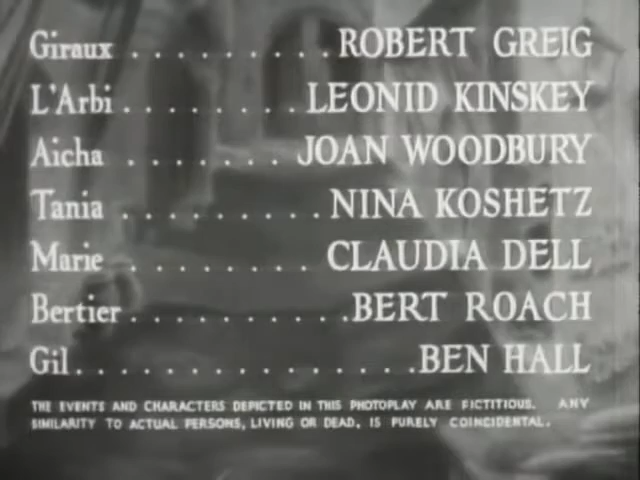 Giraux . . . . . . . . . ROBERT GREIG
L'Arbi . . . . . . . . LEONID KINSKEY
Aicha . . . . . . . JOAN WOODBURY
Tania . . . . . . . . . NINA KOSHETZ
Marie . . . . . . . . CLAUDIA DELL
Bertier . . . . . . . . . . BERT ROACH
Gil . . . . . . . . . . . . . . . BEN HALL
THE EVENTS AND CHARACTERS DEPICTED IN THIS PHOTOPLAY ARE FICTITIOUS. ANY
SIMILARITY TO ACTUAL PERSONS, LIVING OR DEAD, IS PURELY COINCIDENTAL.